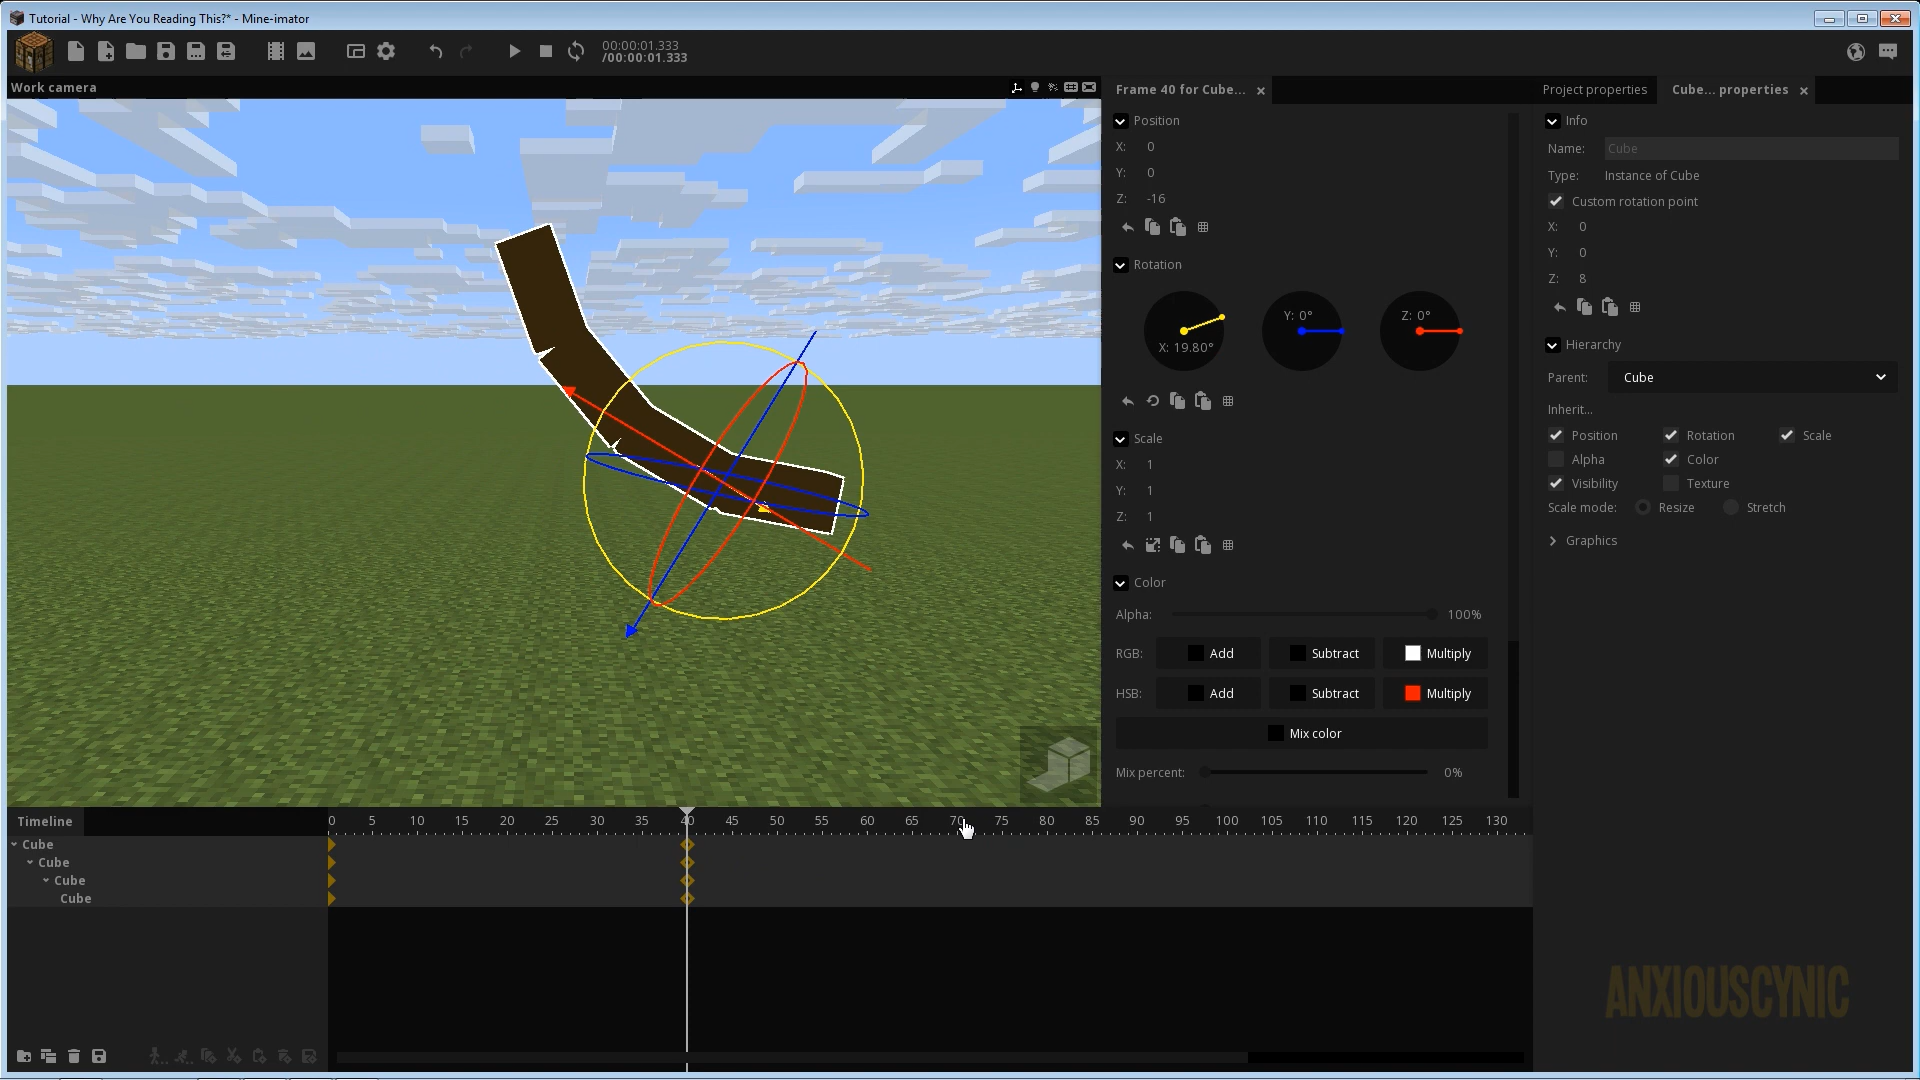 Tutorial - Why Are You Reading This?* - Mine-imator
00:00:01.333
/00:00:01.333
Work camera
Frame 40 for Cube...
Position
X: 0
Y: 0
Z: -16
Rotation
X: 19.80°
Y: 0°
Z: 0°
Scale
X: 1
Y: 1
Z: 1
Color
Alpha: 100%
RGB: Add Subtract Multiply
HSB: Add Subtract Multiply
Mix color
Mix percent: 0%
Project properties
Cube... properties
Info
Name: Cube
Type: Instance of Cube
Custom rotation point
X: 0
Y: 0
Z: 8
Hierarchy
Parent: Cube
Inherit...
Position Rotation Scale
Alpha Color
Visibility Texture
Scale mode: Resize Stretch
Graphics
Timeline
0 5 10 15 20 25 30 35 40 45 50 55 60 65 70 75 80 85 90 95 100 105 110 115 120 125 130
Cube
Cube
Cube
Cube
ANXIOUSCYNIC